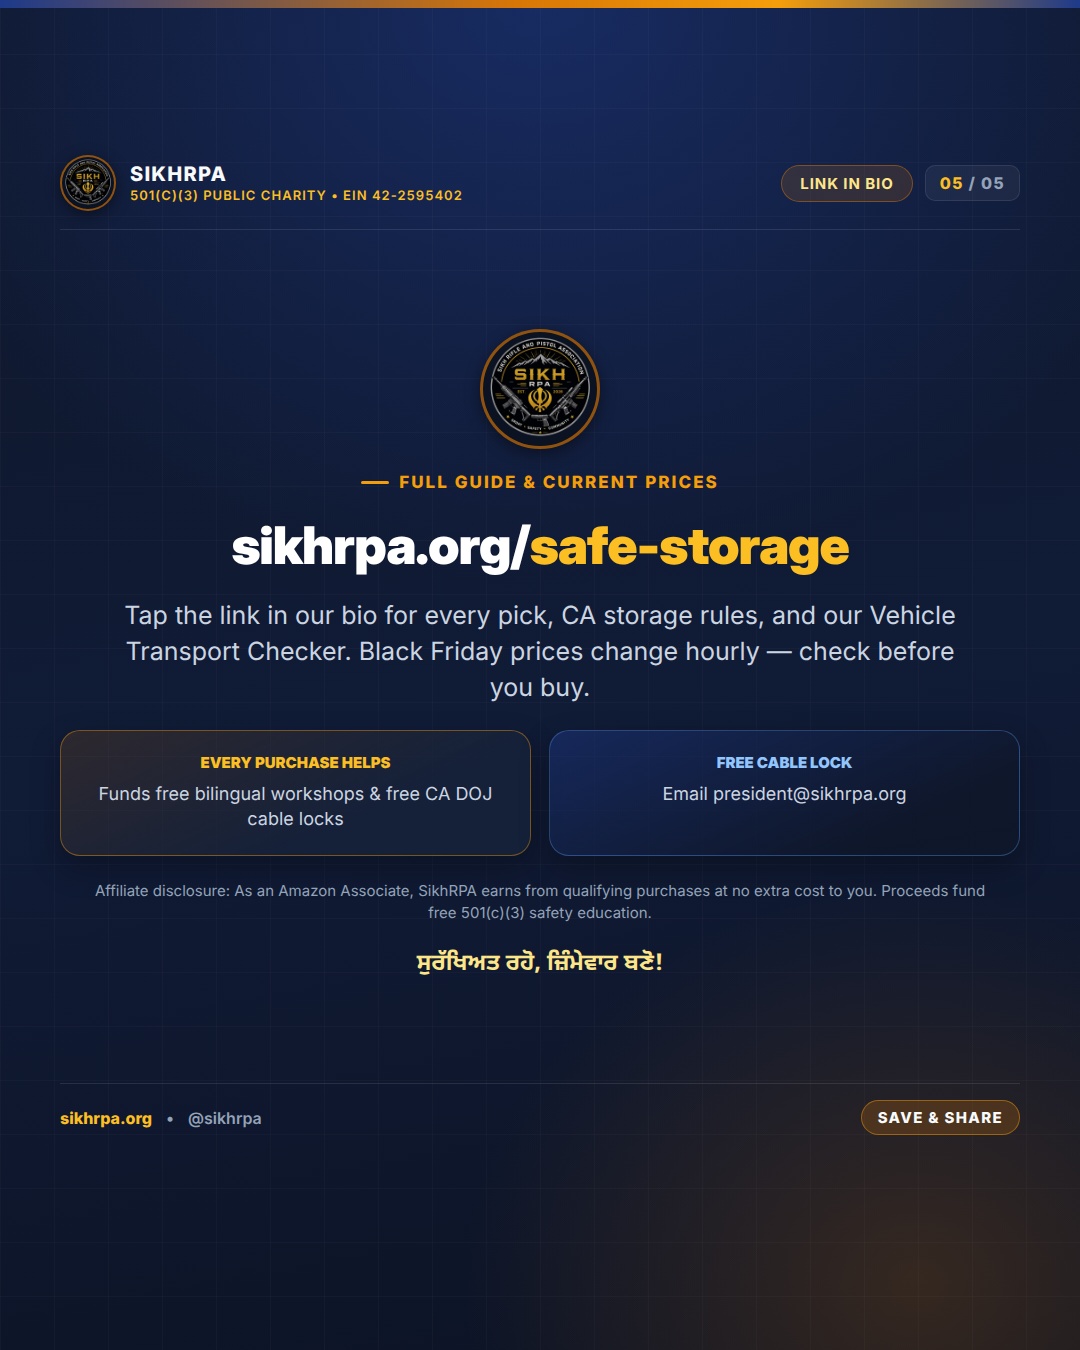 SIKHRPA
501(C)(3) PUBLIC CHARITY • EIN 42-2595402
LINK IN BIO
05 / 05
SIKH RIFLE AND PISTOL ASSOCIATION
SIKH
RPA
FULL GUIDE & CURRENT PRICES
sikhrpa.org/safe-storage
Tap the link in our bio for every pick, CA storage rules, and our Vehicle
Transport Checker. Black Friday prices change hourly — check before
you buy.
EVERY PURCHASE HELPS
Funds free bilingual workshops & free CA DOJ
cable locks
FREE CABLE LOCK
Email president@sikhrpa.org
Affiliate disclosure: As an Amazon Associate, SikhRPA earns from qualifying purchases at no extra cost to you. Proceeds fund
free 501(c)(3) safety education.
ਸੁਰੱਖਿਅਤ ਰਹੋ, ਜ਼ਿੰਮੇਵਾਰ ਬਣੋ!
sikhrpa.org • @sikhrpa
SAVE & SHARE